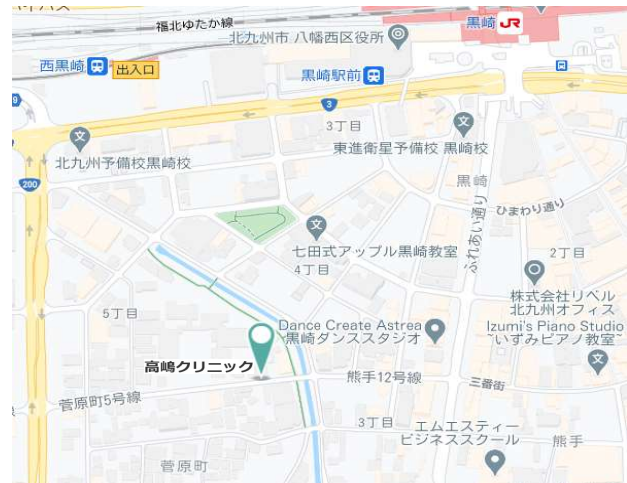 福北ゆたか線
北九州市 八幡西区役所
黒崎 JR
西黒崎
出入口
黒崎駅前
3
3丁目
北九州予備校黒崎校
東進衛星予備校 黒崎校
200
黒崎
ひまわり通り
ふれあい通り
七田式アップル黒崎教室
4丁目
2丁目
株式会社リベル
北九州オフィス
5丁目
Dance Create Astrea
黒崎ダンススタジオ
Izumi's Piano Studio
~いずみピアノ教室~
高嶋クリニック
熊手12号線
三番街
菅原町5号線
3丁目
エムエスティー
ビジネススクール
熊手
菅原町